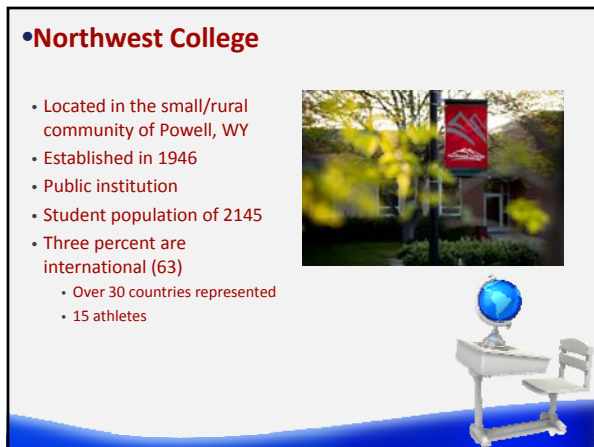 •Northwest College
• Located in the small/rural
community of Powell, WY
• Established in 1946
• Public institution
• Student population of 2145
• Three percent are
international (63)
• Over 30 countries represented
• 15 athletes